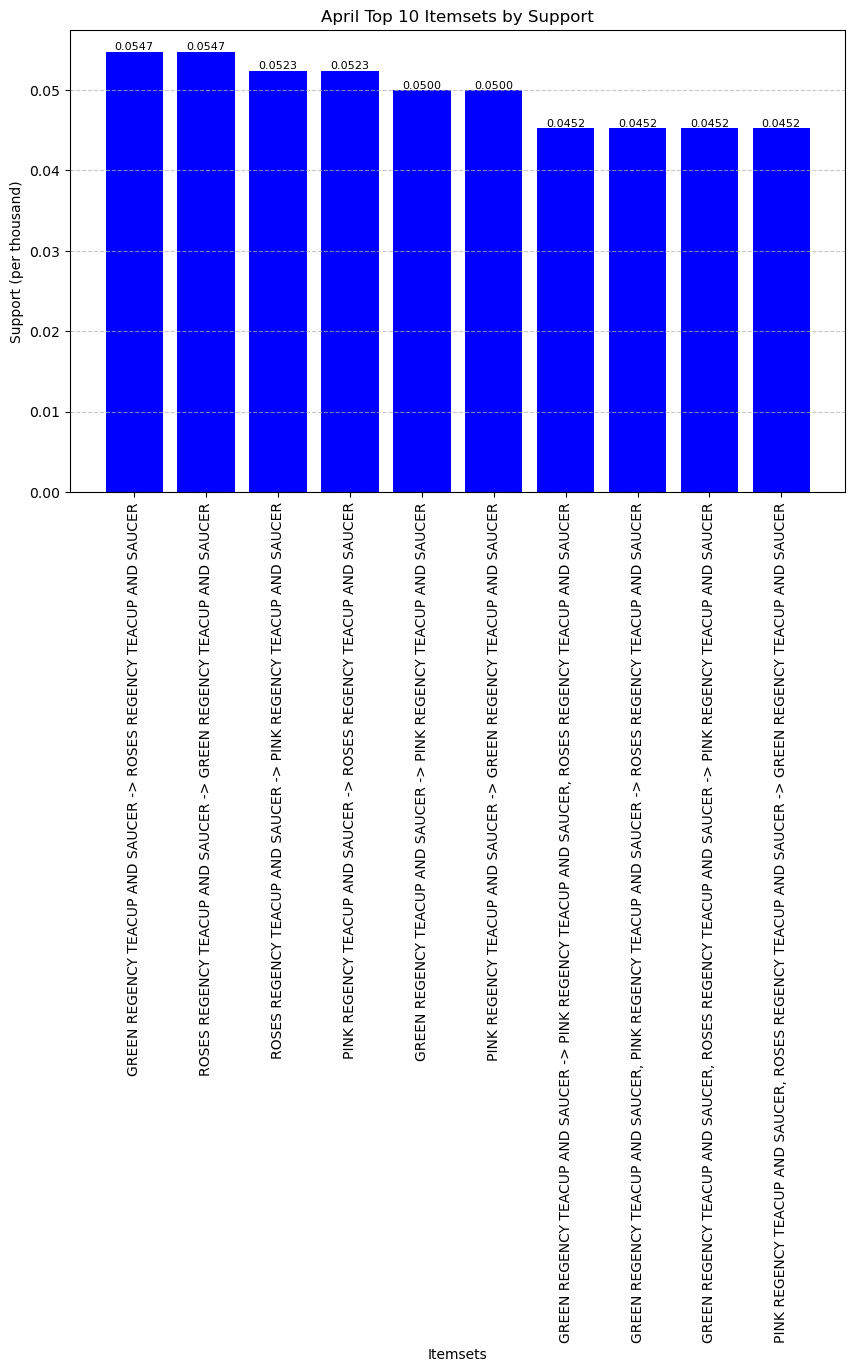 April Top 10 Itemsets by Support
0.0547
0.0547
0.0523
0.0523
0.0500
0.0500
0.0452
0.0452
0.0452
0.0452
Support (per thousand)
0.05
0.04
0.03
0.02
0.01
0.00
GREEN REGENCY TEACUP AND SAUCER -> ROSES REGENCY TEACUP AND SAUCER
ROSES REGENCY TEACUP AND SAUCER -> GREEN REGENCY TEACUP AND SAUCER
ROSES REGENCY TEACUP AND SAUCER -> PINK REGENCY TEACUP AND SAUCER
PINK REGENCY TEACUP AND SAUCER -> ROSES REGENCY TEACUP AND SAUCER
GREEN REGENCY TEACUP AND SAUCER -> PINK REGENCY TEACUP AND SAUCER
PINK REGENCY TEACUP AND SAUCER -> GREEN REGENCY TEACUP AND SAUCER
GREEN REGENCY TEACUP AND SAUCER -> PINK REGENCY TEACUP AND SAUCER, ROSES REGENCY TEACUP AND SAUCER
GREEN REGENCY TEACUP AND SAUCER, PINK REGENCY TEACUP AND SAUCER -> ROSES REGENCY TEACUP AND SAUCER
GREEN REGENCY TEACUP AND SAUCER, ROSES REGENCY TEACUP AND SAUCER -> PINK REGENCY TEACUP AND SAUCER
PINK REGENCY TEACUP AND SAUCER, ROSES REGENCY TEACUP AND SAUCER -> GREEN REGENCY TEACUP AND SAUCER
Itemsets